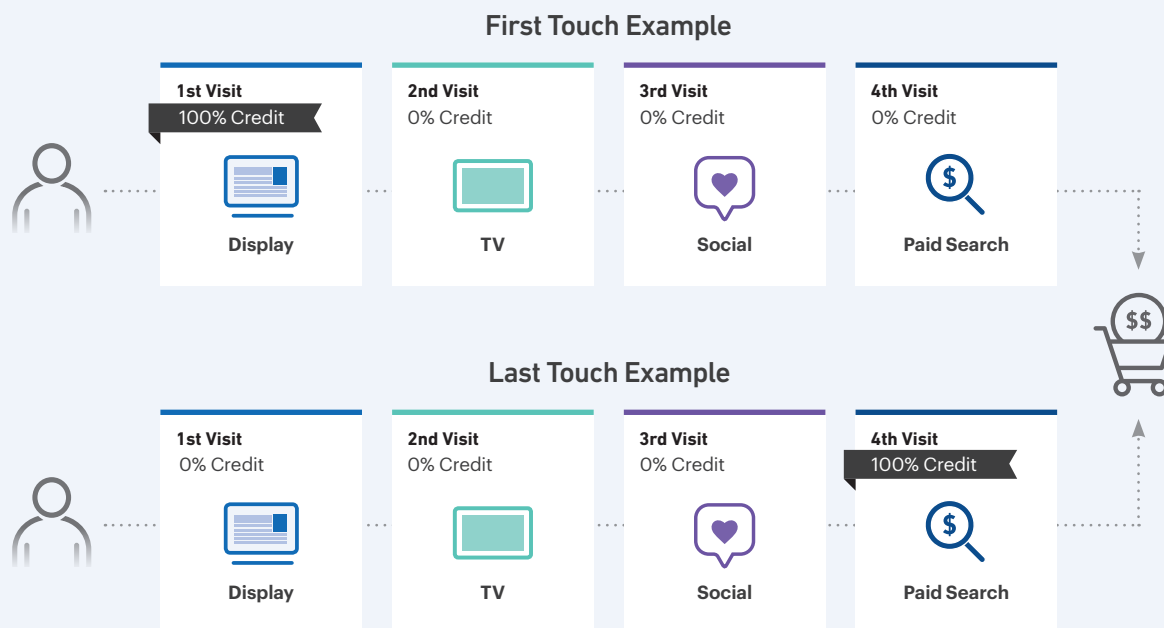 First Touch Example
1st Visit
100% Credit
Display
2nd Visit
0% Credit
TV
3rd Visit
0% Credit
Social
4th Visit
0% Credit
$
Paid Search
$$
Last Touch Example
1st Visit
0% Credit
Display
2nd Visit
0% Credit
TV
3rd Visit
0% Credit
Social
4th Visit
100% Credit
$
Paid Search